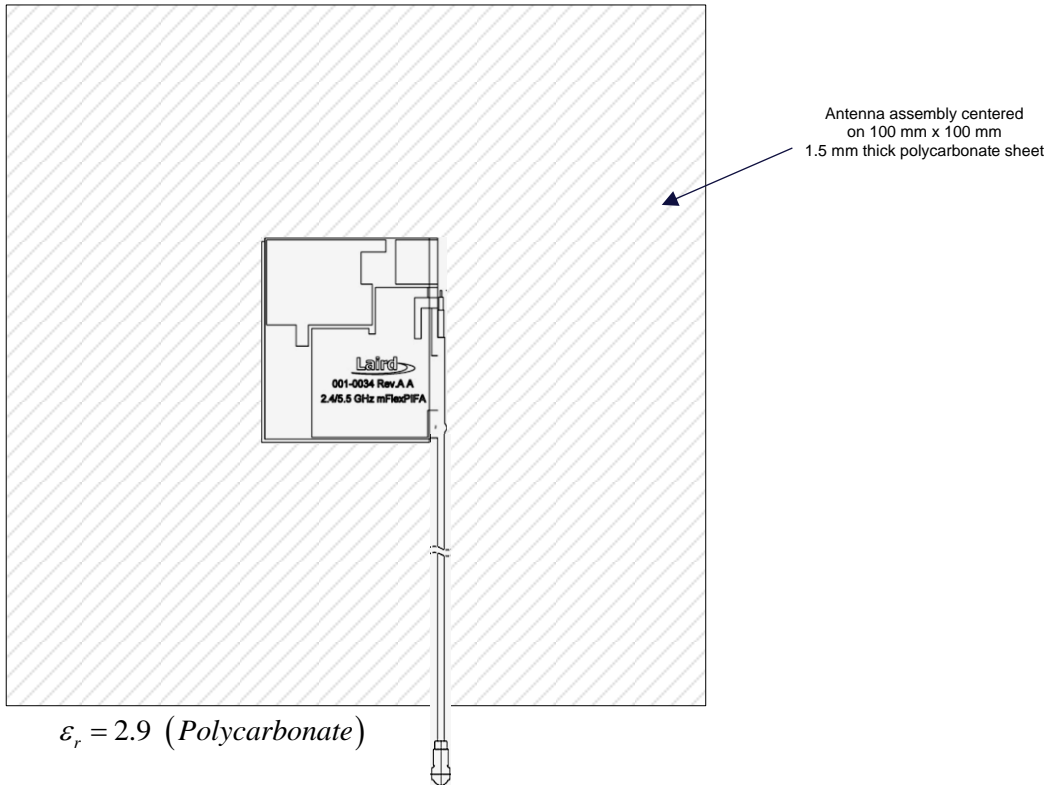 Antenna assembly centered
on 100 mm x 100 mm
1.5 mm thick polycarbonate sheet
Laird
001-0034 Rev.A A
2.4/5.5 GHz mFlexPIFA
εr = 2.9 (Polycarbonate)